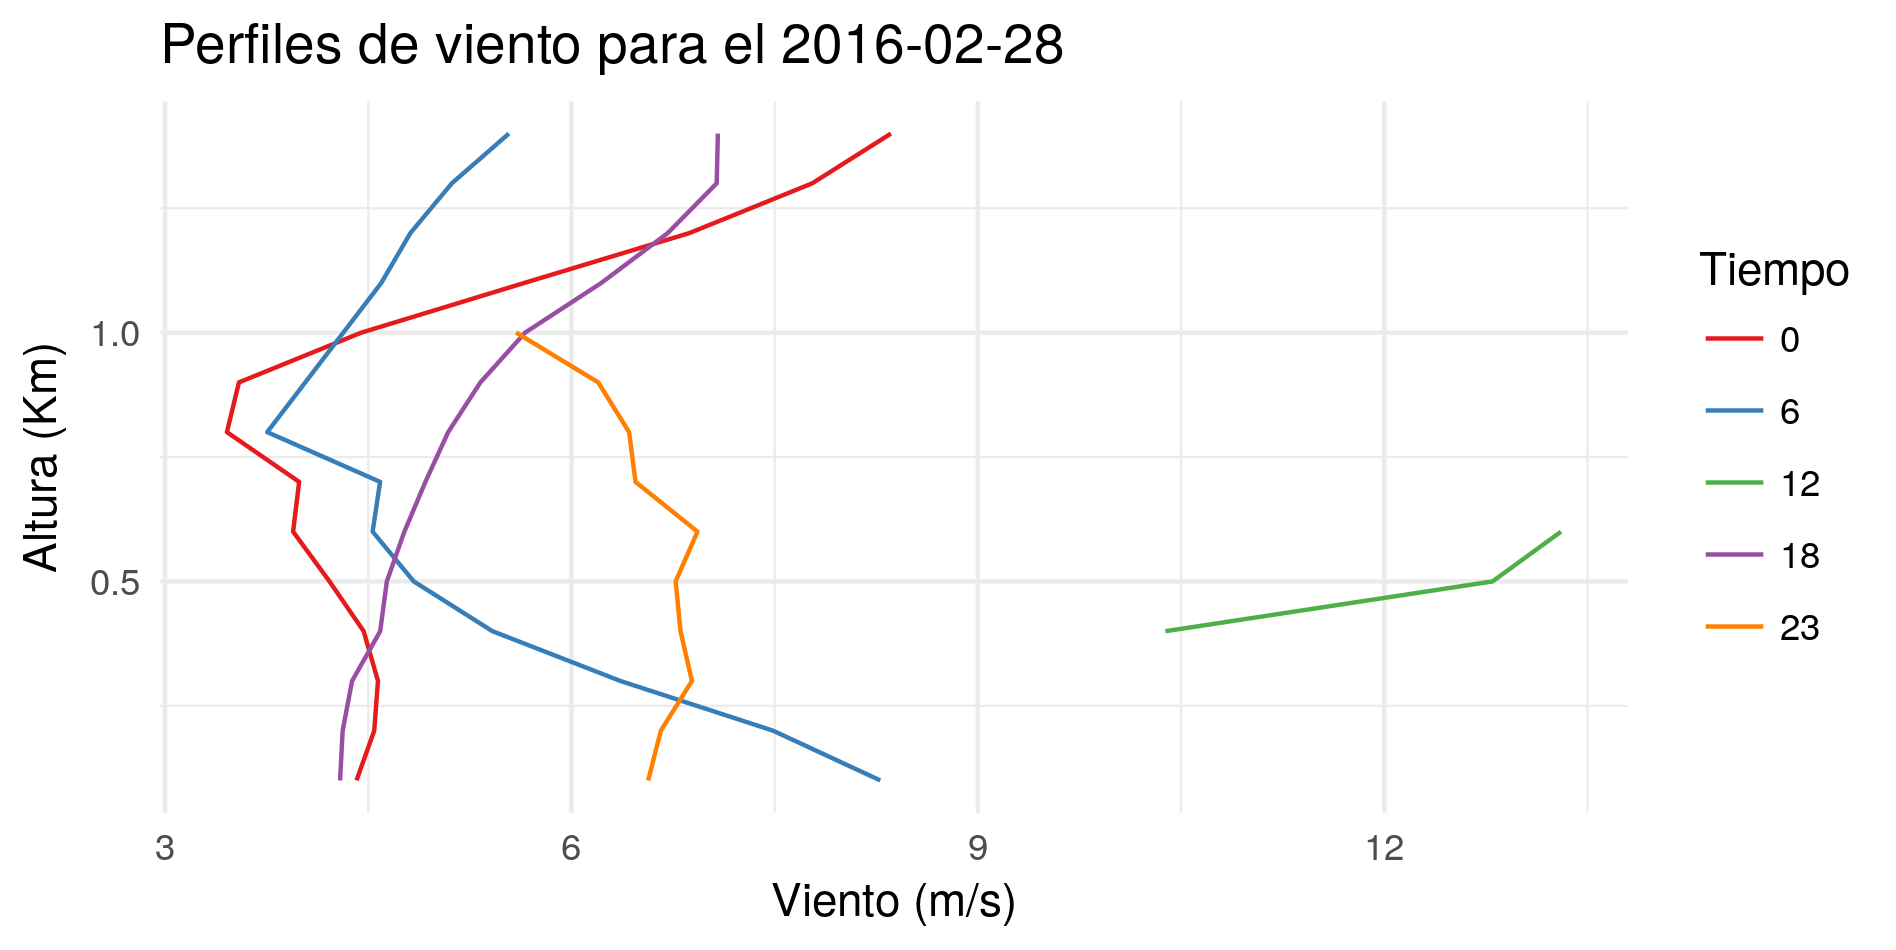 Perfiles de viento para el 2016-02-28
Altura (Km)
1.0
0.5
3 6 9 12
Viento (m/s)
Tiempo
0
6
12
18
23